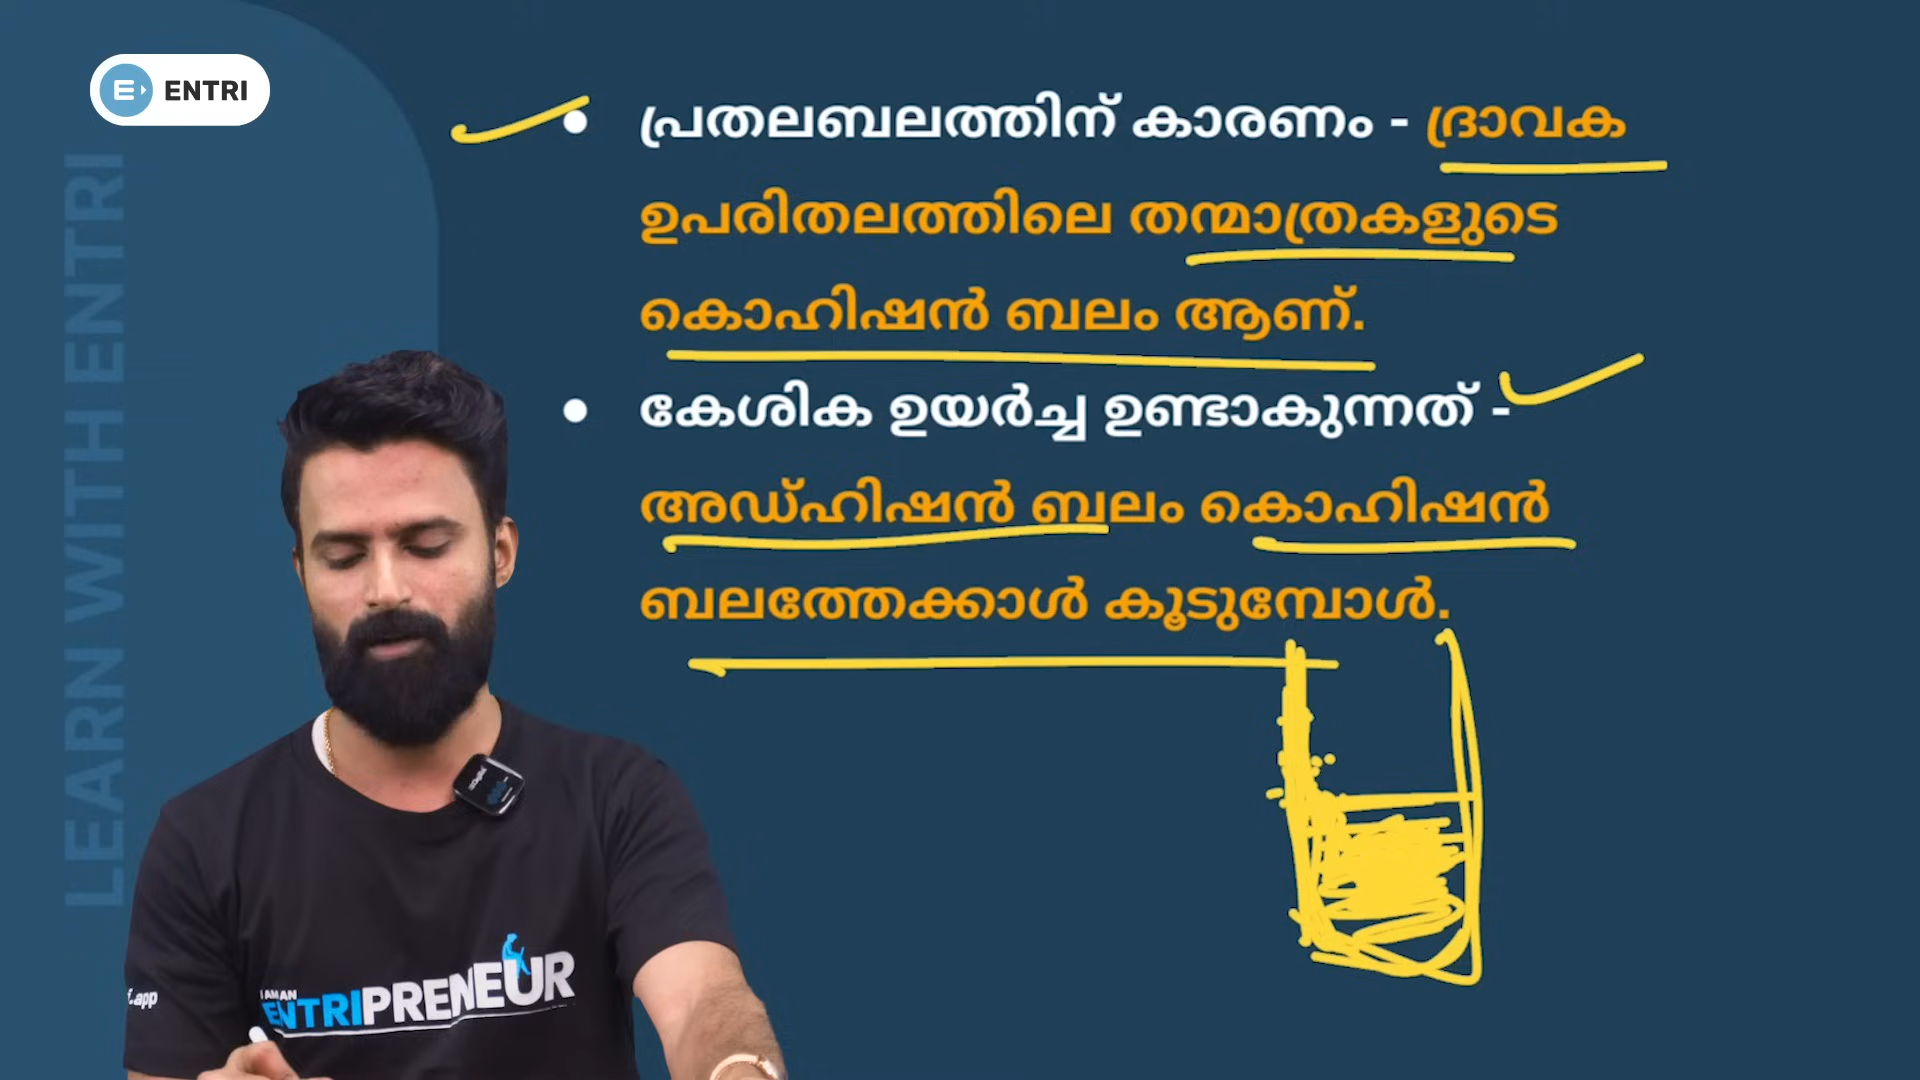 ENTRI
LEARN WITH ENTRI
• പ്രതലബലത്തിന് കാരണം - ദ്രാവക
ഉപരിതലത്തിലെ തന്മാത്രകളുടെ
കൊഹിഷൻ ബലം ആണ്.
• കേശിക ഉയർച്ച ഉണ്ടാകുന്നത് -
അഡ്ഹിഷൻ ബലം കൊഹിഷൻ
ബലത്തേക്കാൾ കൂടുമ്പോൾ.
I AM AN
ENTRIPRENEUR
.app